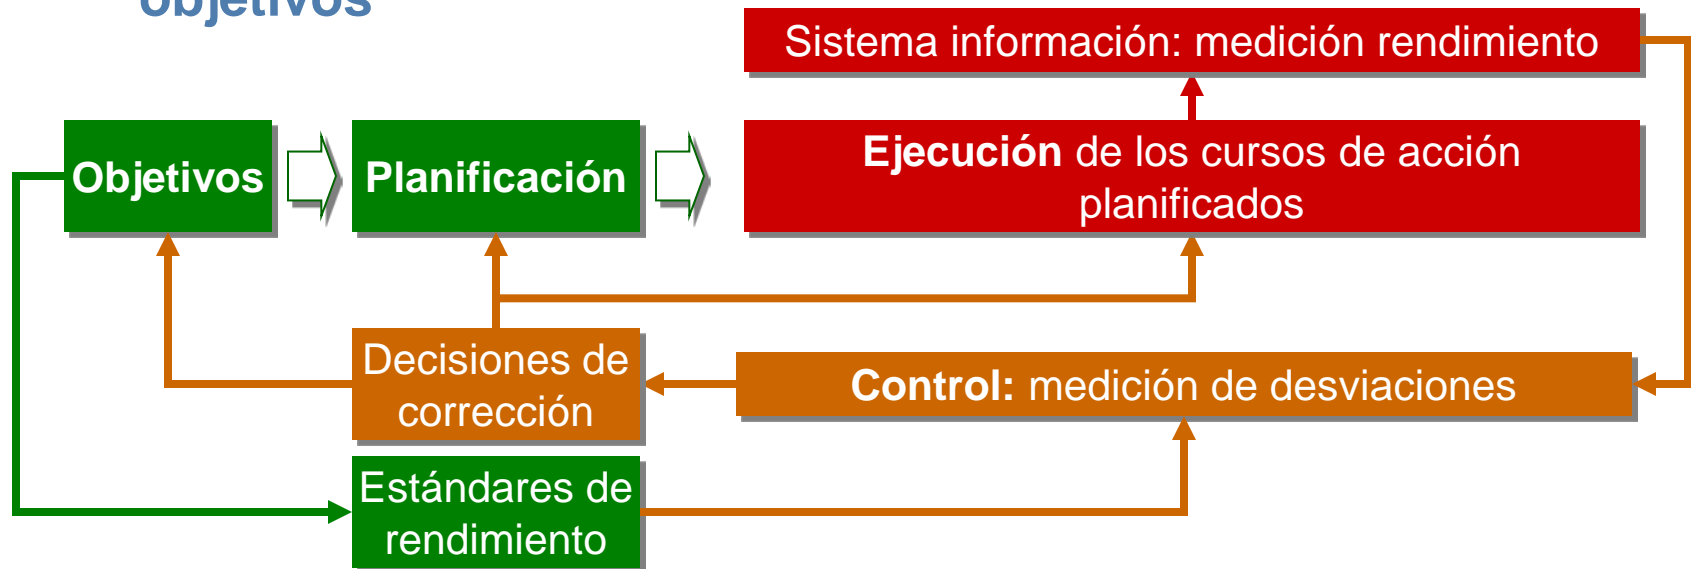 objetivos
Sistema información: medición rendimiento
Objetivos
Planificación
Ejecución de los cursos de acción
planificados
Decisiones de
corrección
Control: medición de desviaciones
Estándares de
rendimiento